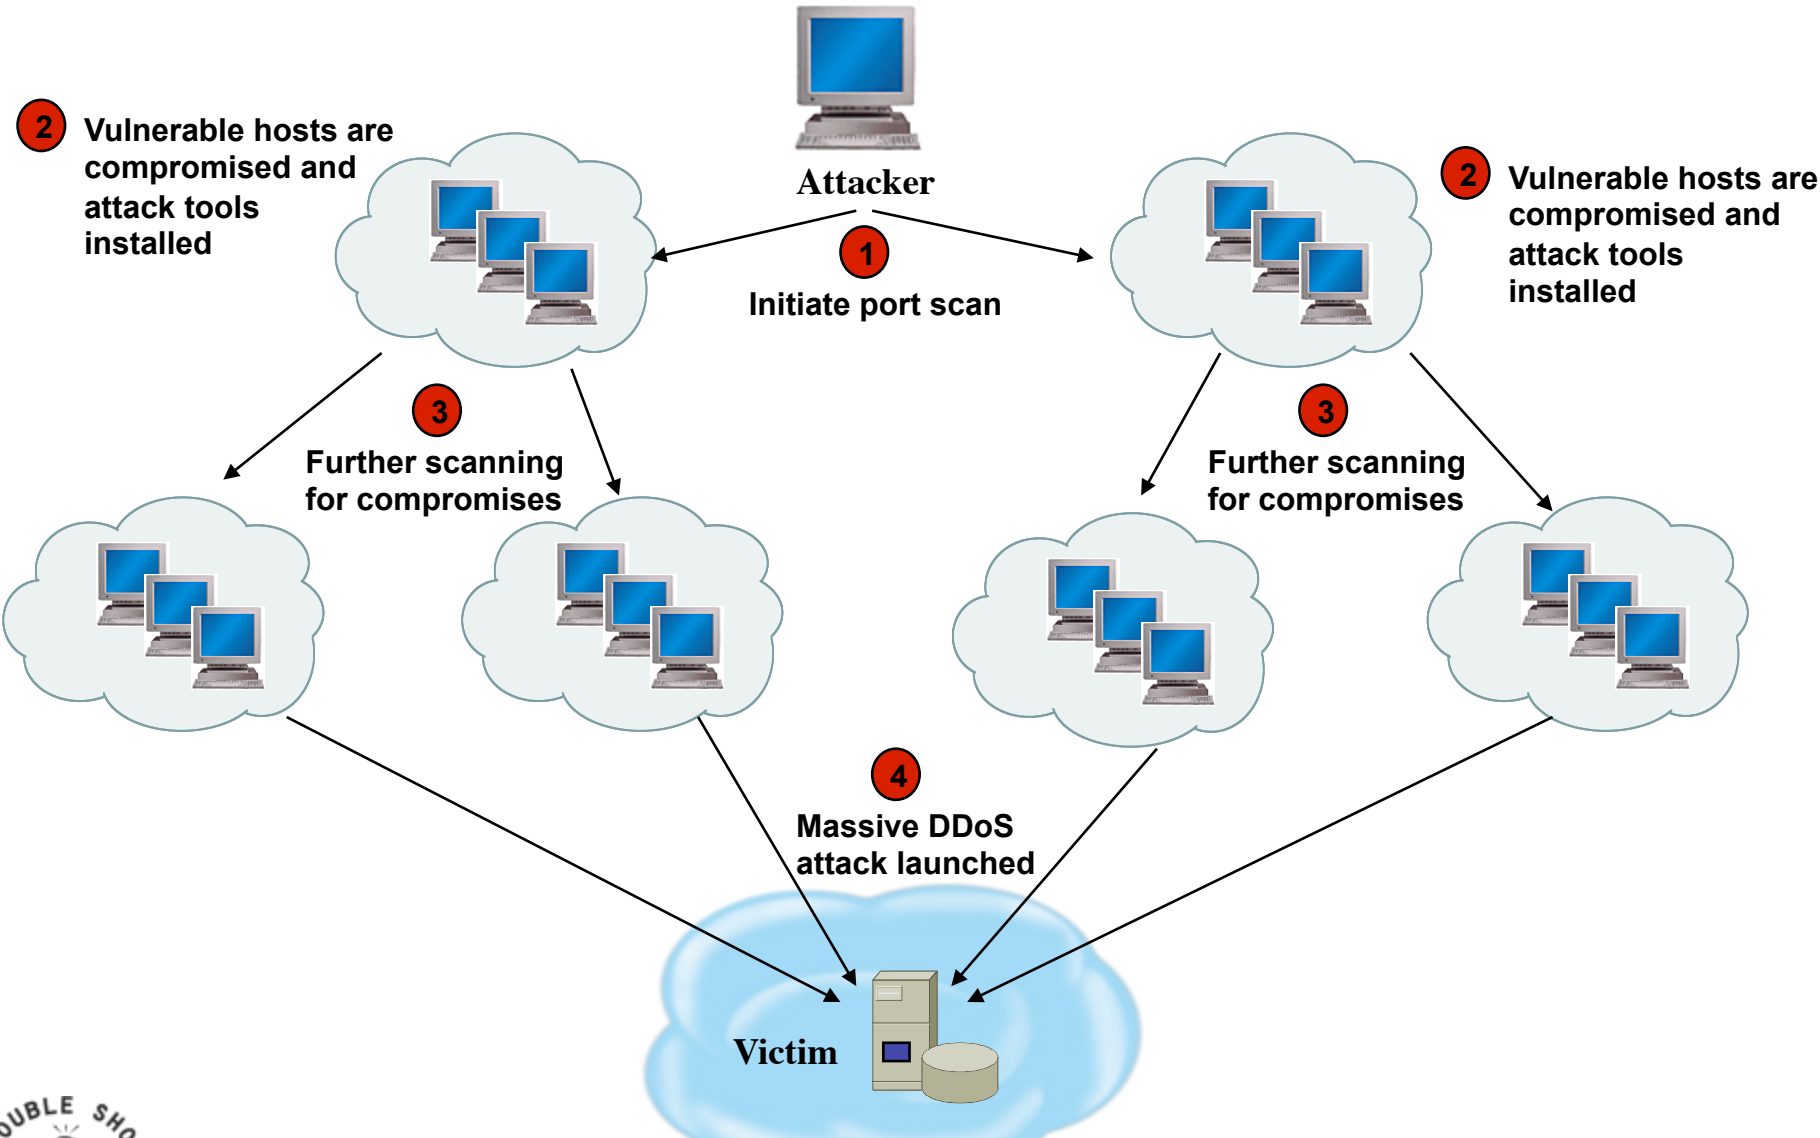 Attacker
2
Vulnerable hosts are
compromised and
attack tools
installed
2
Vulnerable hosts are
compromised and
attack tools
installed
1
Initiate port scan
3
Further scanning
for compromises
3
Further scanning
for compromises
4
Massive DDoS
attack launched
Victim